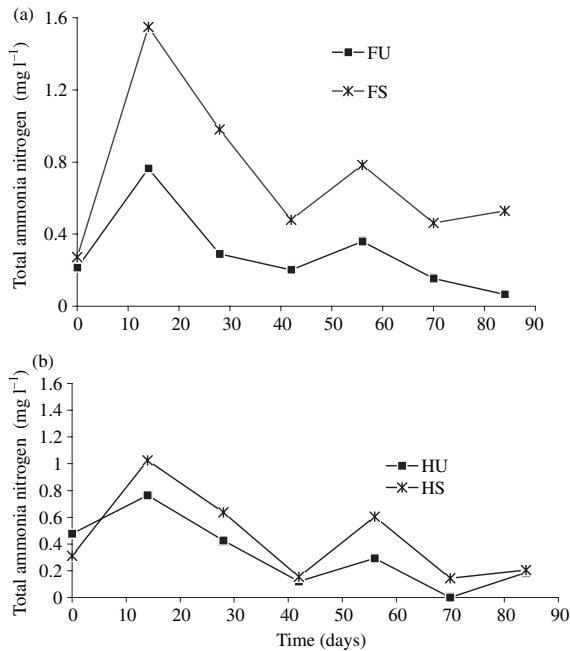 (a)
Total ammonia nitrogen (mg l⁻¹)
1.6
1.2
0.8
0.4
0
0 10 20 30 40 50 60 70 80 90
FU
FS
(b)
Total ammonia nitrogen (mg l⁻¹)
1.6
1.4
1.2
1
0.8
0.6
0.4
0.2
0
0 10 20 30 40 50 60 70 80 90
HU
HS
Time (days)